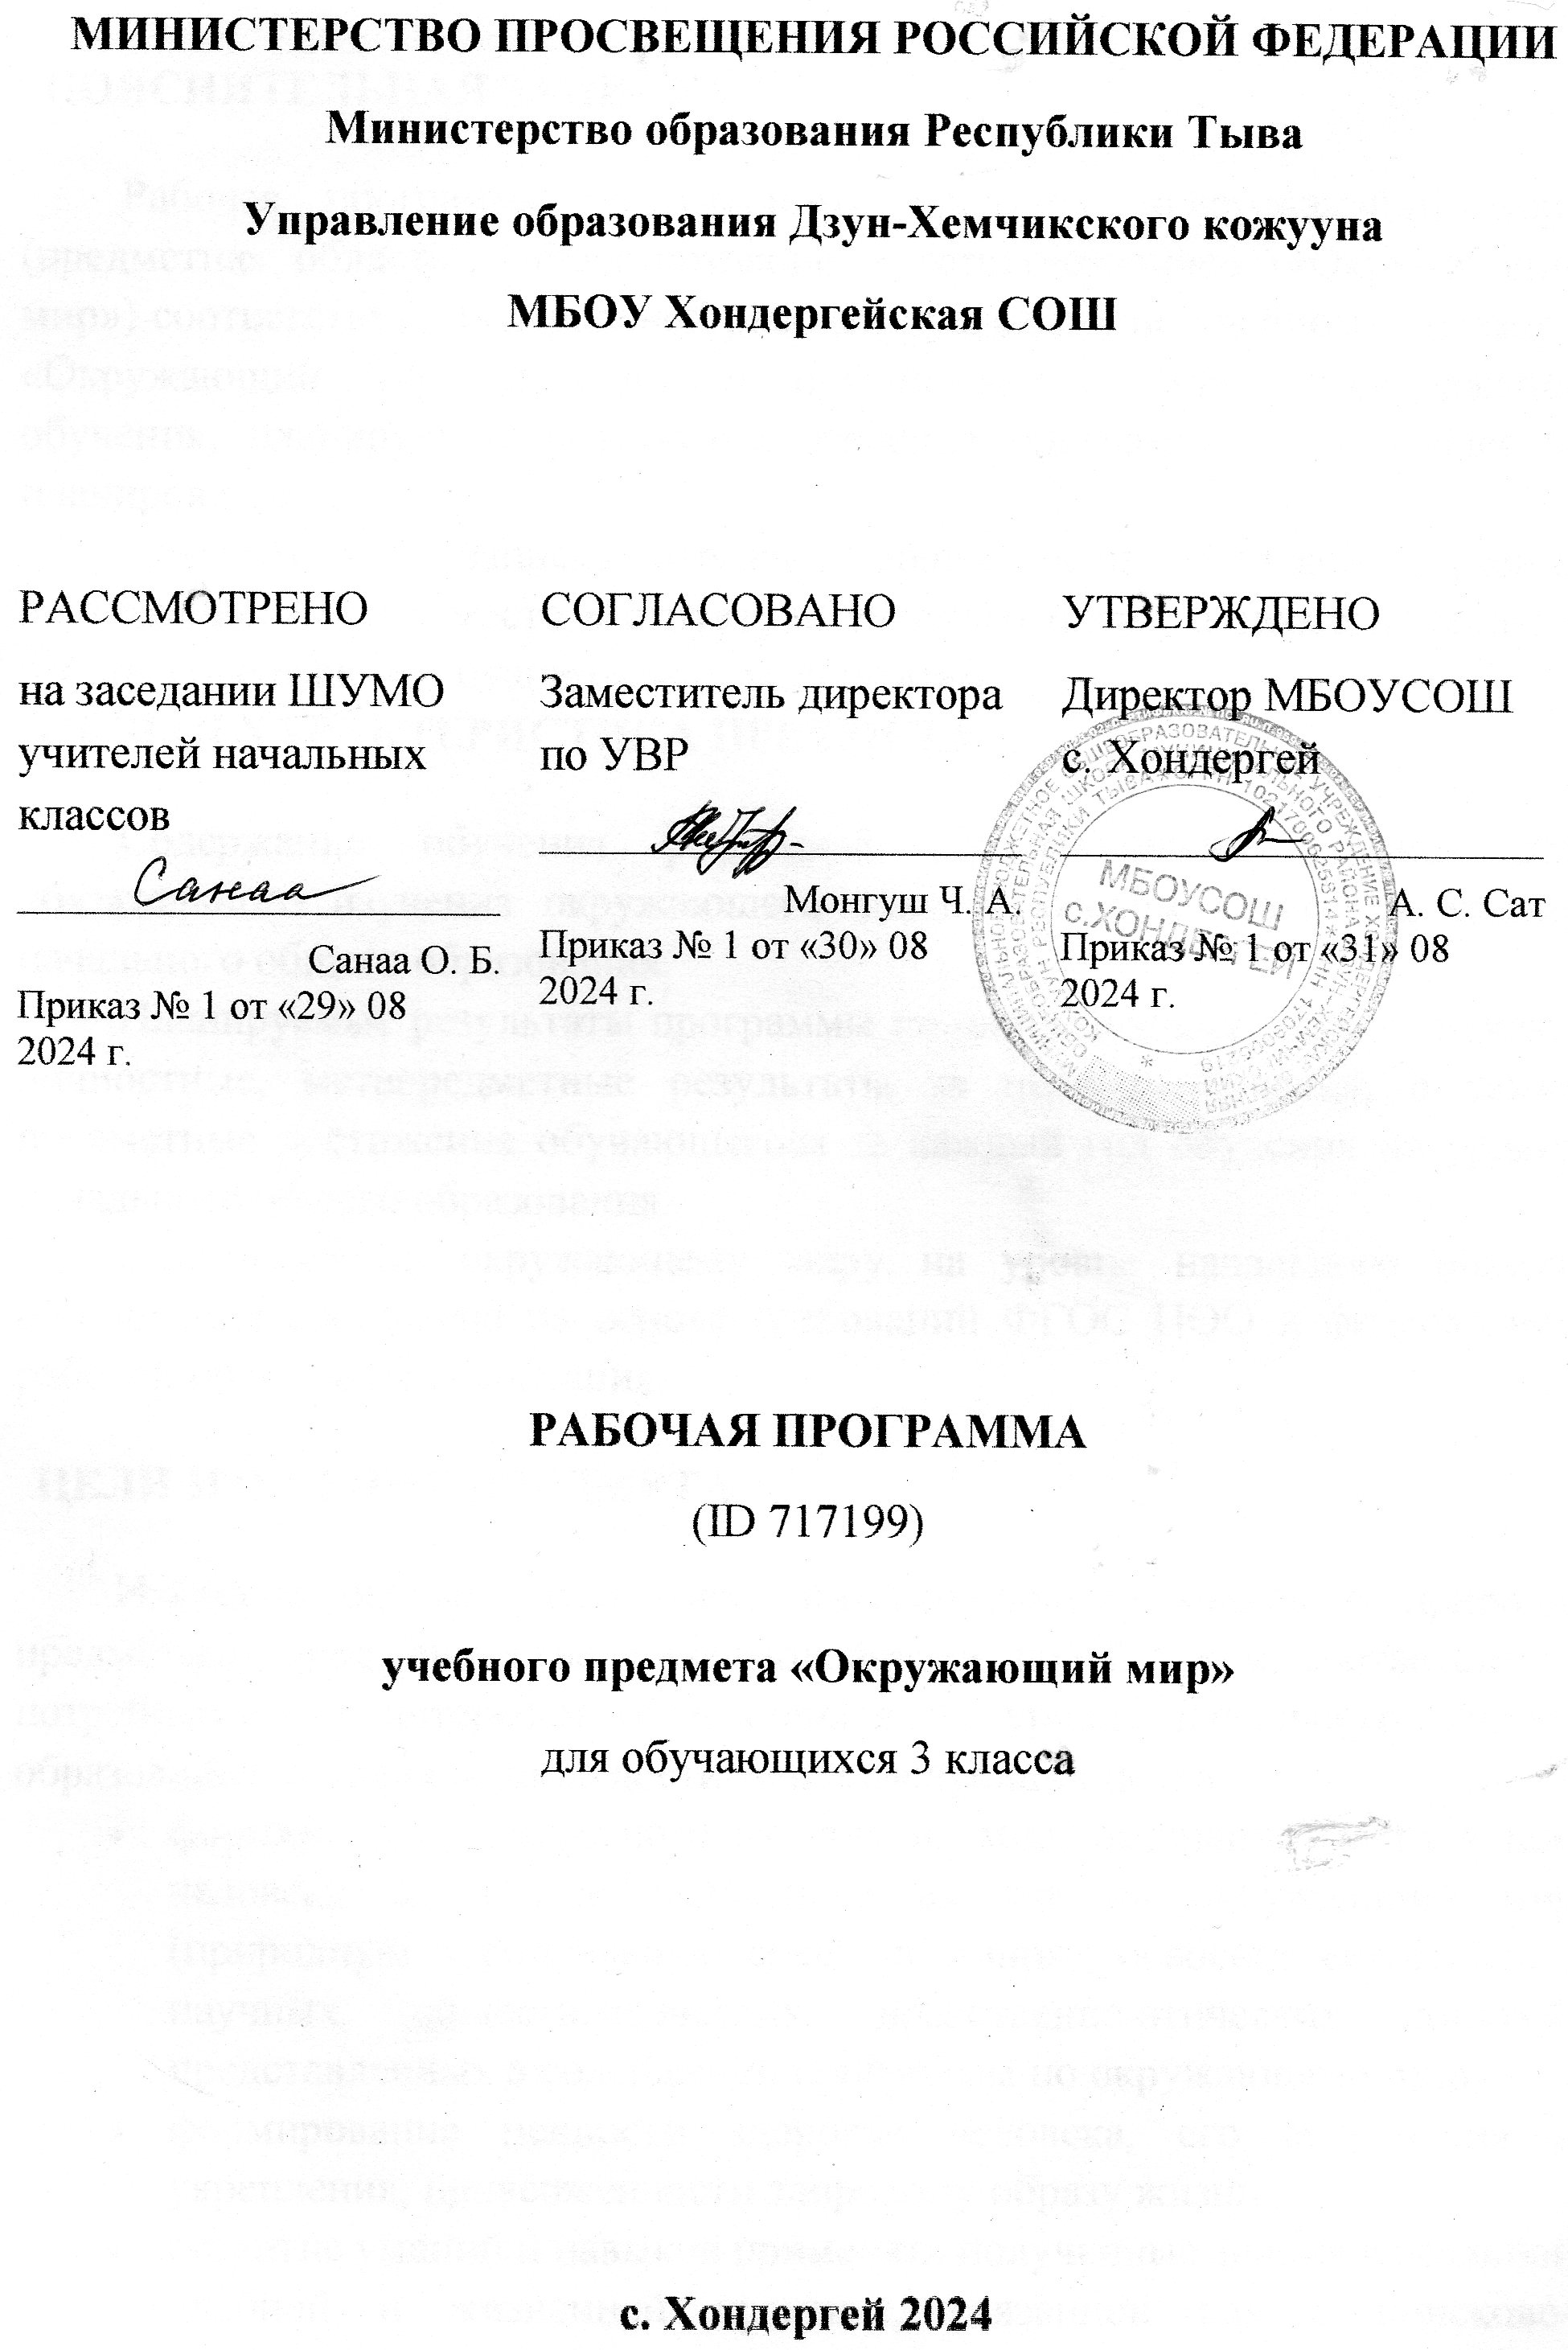 МИНИСТЕРСТВО ПРОСВЕЩЕНИЯ РОССИЙСКОЙ ФЕДЕРАЦИИ
Министерство образования Республики Тыва
Управление образования Дзун-Хемчикского кожууна
МБОУ Хондергейская СОШ
РАССМОТРЕНО
на заседании ШУМО
учителей начальных
классов
Санаа
Санаа О. Б.
Приказ № 1 от «29» 08
2024 г.
СОГЛАСОВАНО
Заместитель директора
по УВР
Монгуш Ч. А.
Приказ № 1 от «30» 08
2024 г.
УТВЕРЖДЕНО
Директор МБОУСОШ
с. Хондергей
А. С. Сат
Приказ № 1 от «31» 08
2024 г.
МБОУСОШ
с.ХОНДЕРГЕЙ
РАБОЧАЯ ПРОГРАММА
(ID 717199)
учебного предмета «Окружающий мир»
для обучающихся 3 класса
с. Хондергей 2024